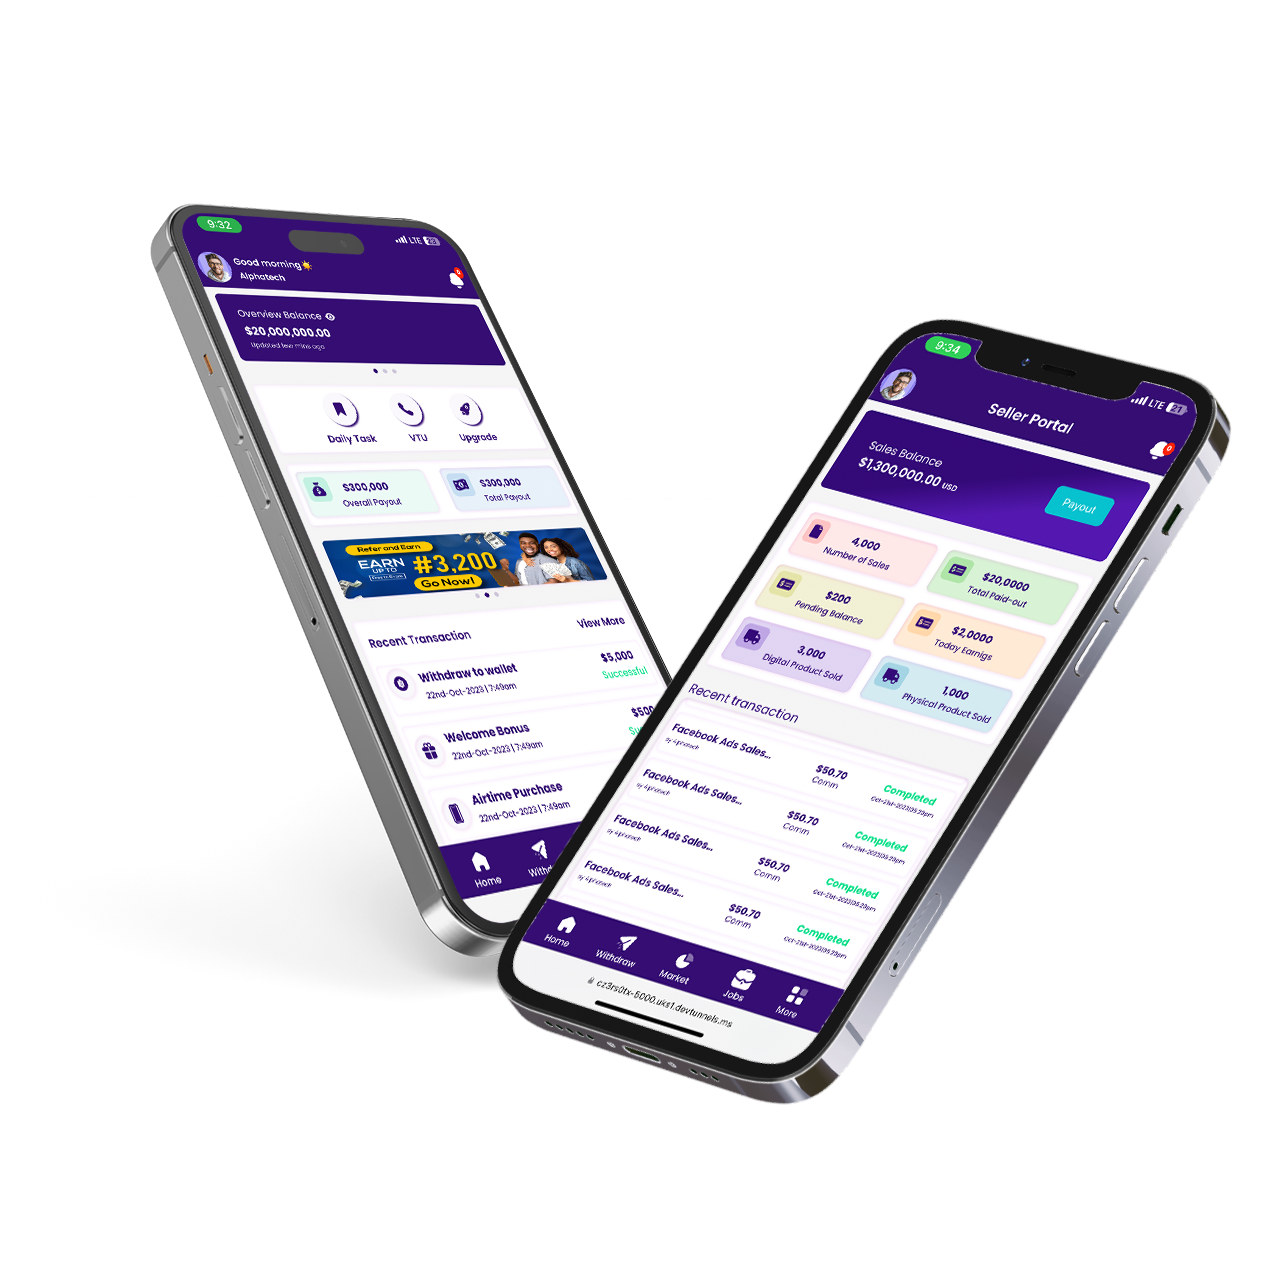 9:32
LTE 23
Good morning
Alphatech
0
Overview Balance
$20,000,000.00
Updated few mins ago
Daily Task
VTU
Upgrade
$300,000
Overall Payout
$300,000
Total Payout
Refer and Earn
EARN
UP TO
#3,200
Go Now!
Recent Transaction
View More
Withdraw to wallet
22nd-Oct-2023 | 7:49am
$5,000
Successful
Welcome Bonus
22nd-Oct-2023 | 7:49am
$500
Su
Airtime Purchase
22nd-Oct-2023 | 7:49am
Home
Withd
9:34
LTE 21
Seller Portal
0
Sales Balance
$1,300,000.00 USD
Payout
4,000
Number of Sales
$20,0000
Total Paid-out
$200
Pending Balance
$2,0000
Today Earnigs
3,000
Digital Product Sold
1,000
Physical Product Sold
Recent transaction
Facebook Ads Sales...
By Alphatech
$50.70
Comm
Completed
Oct-21st-2023|05:29pm
Facebook Ads Sales...
By Alphatech
$50.70
Comm
Completed
Oct-21st-2023|05:29pm
Facebook Ads Sales...
By Alphatech
$50.70
Comm
Completed
Oct-21st-2023|05:29pm
Facebook Ads Sales...
By Alphatech
$50.70
Comm
Completed
Oct-21st-2023|05:29pm
Home
Withdraw
Market
Jobs
More
cz3rs0tx-5000.uks1.devtunnels.ms